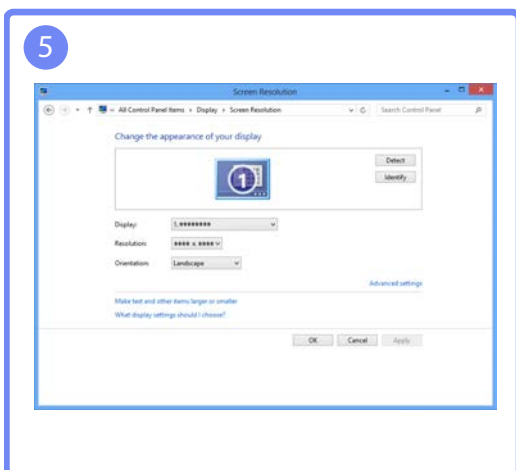 5
Screen Resolution
All Control Panel Items Display Screen Resolution Search Control Panel
Change the appearance of your display
Detect
1
Identify
Display: 1.********
Resolution: **** x ****
Orientation: Landscape
Advanced settings
Make text and other items larger or smaller
What display settings should I choose?
OK Cancel Apply